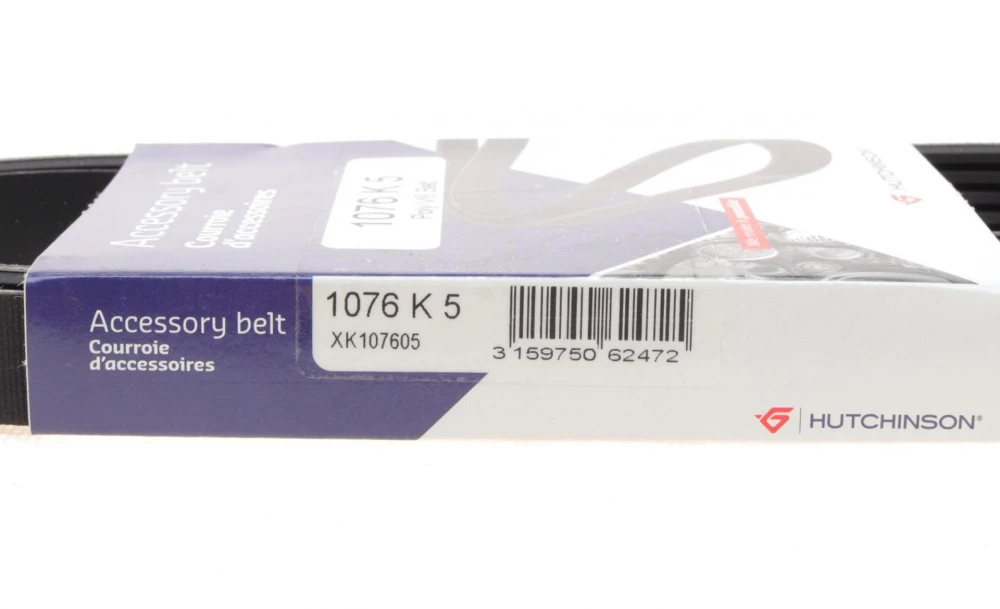 Accessory belt
Courroie
d'accessoires
1076 K 5
Poly V® Belt
HUTCHINSON
Accessory belt
Courroie
d'accessoires
1076 K 5
XK107605
3 159750 62472
HUTCHINSON®